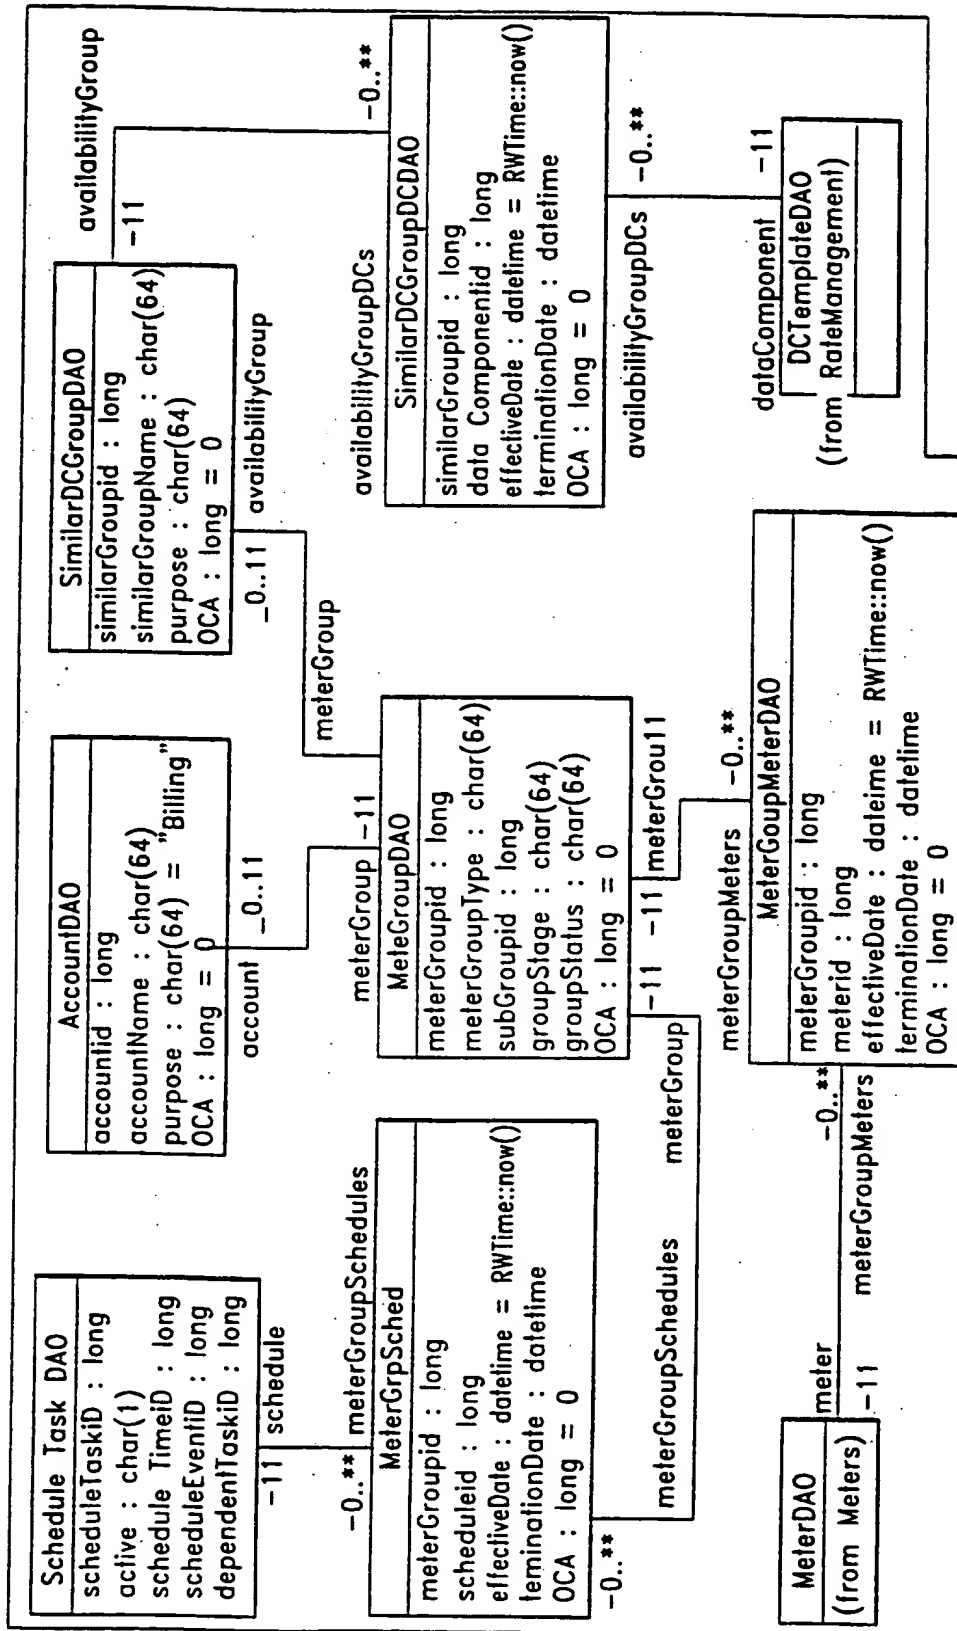 Schedule Task DAO
scheduleTaskiD : long
active : char(1)
schedule TimeiD : long
scheduleEventiD : long
dependentTaskiD : long
-11
schedule
-0..**
meterGroupSchedules
MeterGrpSched
meterGroupid : long
scheduleid : long
effectiveDate : datetime = RWTime::now()
teminationDate : datetime
OCA : long = 0
-0..**
meterGroupSchedules
meterGroup
-11
AccountDAO
accountid : long
accountName : char(64)
purpose : char(64) = "Billing"
OCA : long = 0
account
_0..11
meterGroup
-11
MeteGroupDAO
meterGroupid : long
meterGroupType : char(64)
subGroupid : long
groupStage : char(64)
groupStatus : char(64)
OCA : long = 0
-11
meterGrou11
meterGroup
SimilarDCGroupDAO
similarGroupid : long
similarGroupName : char(64)
purpose : char(64)
OCA : long = 0
_0..11
availabilityGroup
-11
availabilityGroup
-0..**
availabilityGroupDCs
SimilarDCGroupDCDAO
similarGroupid : long
data Componentid : long
effectiveDate : datetime = RWTime::now()
terminationDate : datetime
OCA : long = 0
-0..**
availabilityGroupDCs
dataComponent
-11
DCTemplateDAO
(from RateManagement)
meterGroupMeters
-0..**
MeterGoupMeterDAO
meterGroupid : long
meterid : long
effectiveDate : dateime = RWTime::now()
terminationDate : datetime
OCA : long = 0
-0..**
meterGroupMeters
meter
-11
MeterDAO
(from Meters)